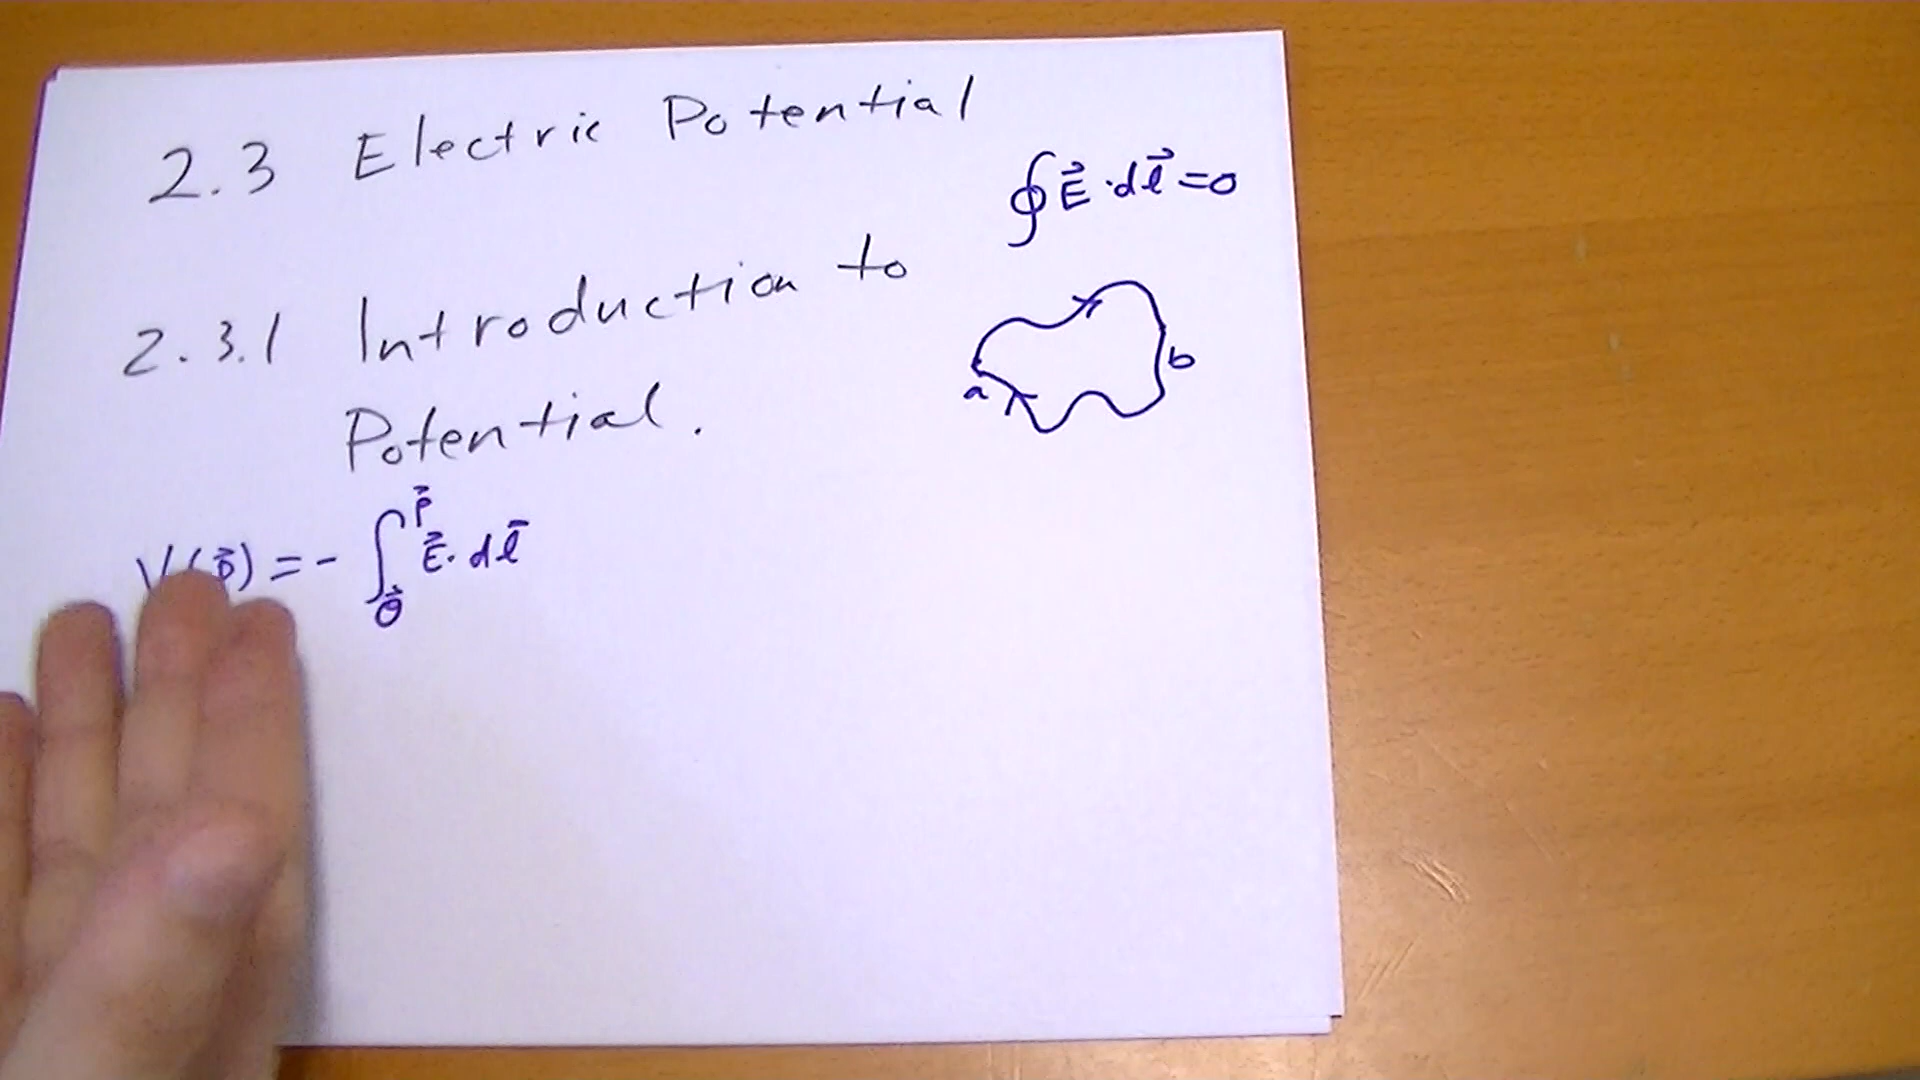 2.3 Electric Potential
∮E⃗·dl⃗=0
2.3.1 Introduction to
Potential.
a b
V(p⃗) = - ∫_O⃗^p⃗ E⃗·dl̄